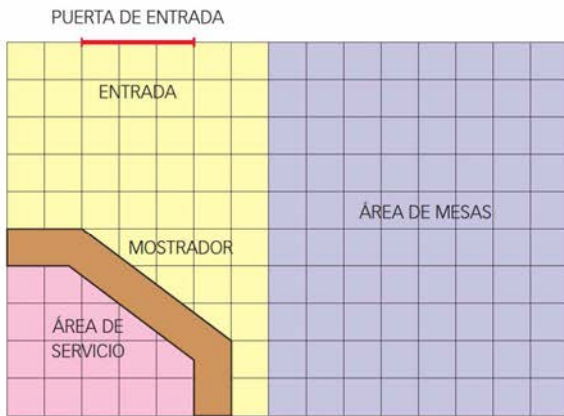 PUERTA DE ENTRADA
ENTRADA
ÁREA DE MESAS
MOSTRADOR
ÁREA DE
SERVICIO